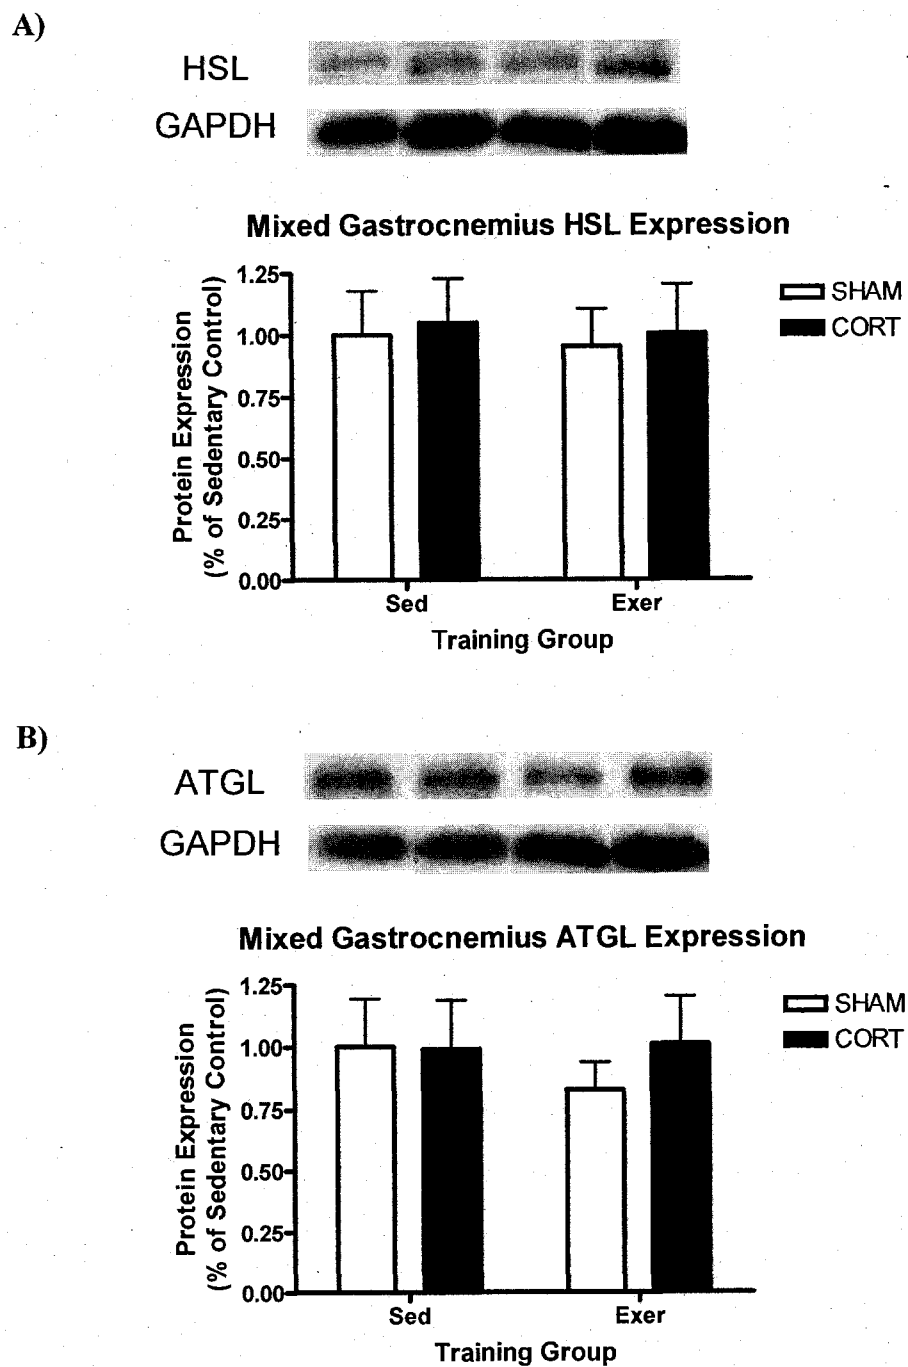 A)
HSL
GAPDH
Mixed Gastrocnemius HSL Expression
Protein Expression
(% of Sedentary Control)
1.25
1.00
0.75
0.50
0.25
0.00
SHAM
CORT
Sed
Exer
Training Group
B)
ATGL
GAPDH
Mixed Gastrocnemius ATGL Expression
Protein Expression
(% of Sedentary Control)
1.25
1.00
0.75
0.50
0.25
0.00
SHAM
CORT
Sed
Exer
Training Group